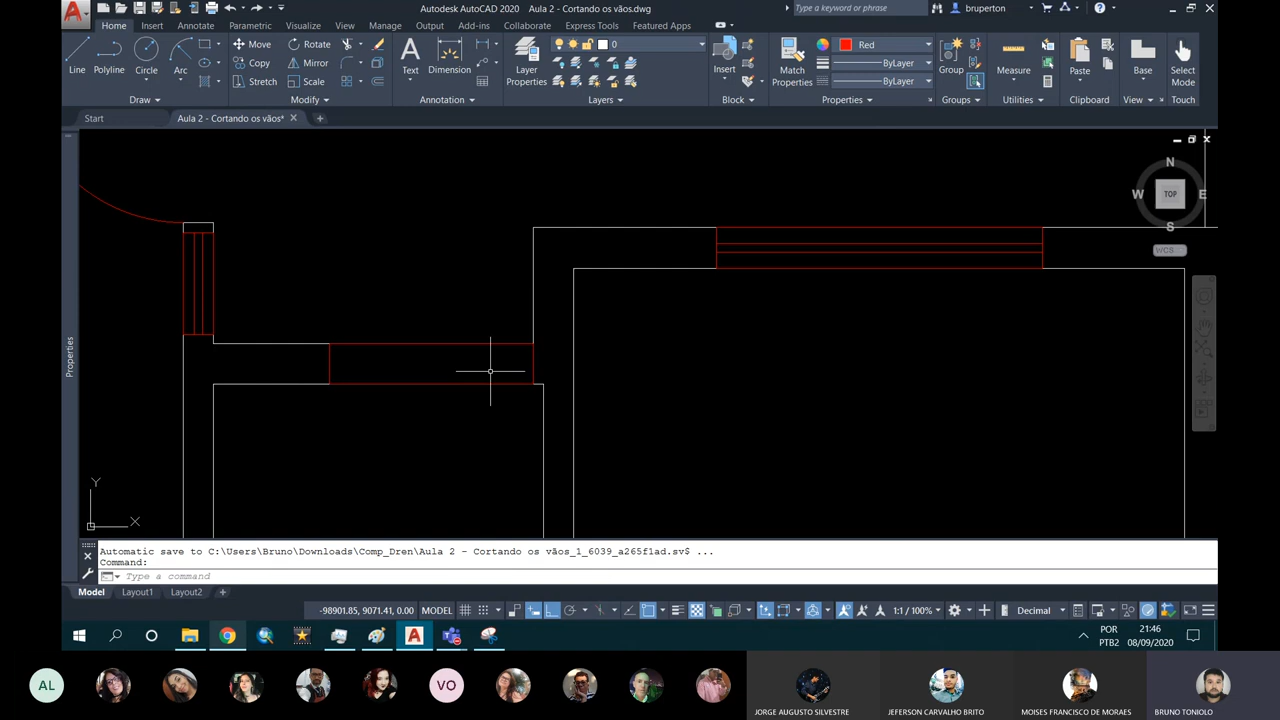 Autodesk AutoCAD 2020 Aula 2 - Cortando os vãos.dwg
Type a keyword or phrase
bruperton
Home Insert Annotate Parametric View Manage Output Add-ins Collaborate Express Tools Featured Apps
Line Polyline Circle Arc
Move Rotate
Copy Mirror
Stretch Scale
Text Dimension
Layer Properties
0
Insert
Match Properties
Red
ByLayer
ByLayer
Group
Measure
Paste
Base
Select Mode
Draw Modify Annotation Layers Block Properties Groups Utilities Clipboard View Touch
Start Aula 2 - Cortando os vãos*
N
W TOP E
S
WCS
Properties
Y
X
Automatic save to C:\Users\Bruno\Downloads\Comp_Dren\Aula 2 - Cortando os vãos_1_6039_a265f1ad.sv$ ...
Command:
Type a command
Model Layout1 Layout2
-98901.85, 9071.41, 0.00 MODEL 1:1 / 100% Decimal
A
POR 21:46
PTB2 08/09/2020
AL VO
JORGE AUGUSTO SILVESTRE JEFERSON CARVALHO BRITO MOISES FRANCISCO DE MORAES BRUNO TONIOLO